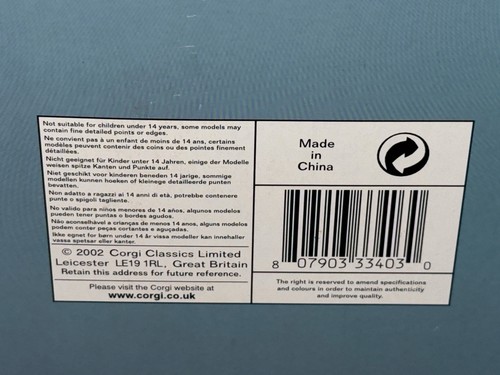 Not suitable for children under 14 years, some models may
contain fine detailed points or edges.
Ne convient pas à un enfant de moins de 14 ans, certains
modèles peuvent contenir des coins ou des pointes finement
détaillées.
Nicht geeignet für Kinder unter 14 Jahren, einige der Modelle
weisen spitze Kanten und Punkte auf.
Niet geschikt voor kinderen beneden 14 jarige, sommige
modellen kunnen hoeken of kleinege detailleerde punten
bevatten.
Non adatto a ragazzi ai 14 anni di età, potrebbe contenere
punte o spigoli tagliente.
No valido para niños menores de 14 años, algunos modelos
pueden tener puntas o bordes agudos.
Não aconselhável a crianças de menos 14 anos, alguns modelos
podem conter peças cortantes e aguçadas.
Ikke egnet for børn under 14 år visse modeller kan inneholder
vasse spetser eller kanter.
© 2002 Corgi Classics Limited
Leicester LE19 1RL, Great Britain
Retain this address for future reference.
Please visit the Corgi website at
www.corgi.co.uk
Made
in
China
8 07903 33403 0
The right is reserved to amend specifications
and colours in order to maintain authenticity
and improve quality.